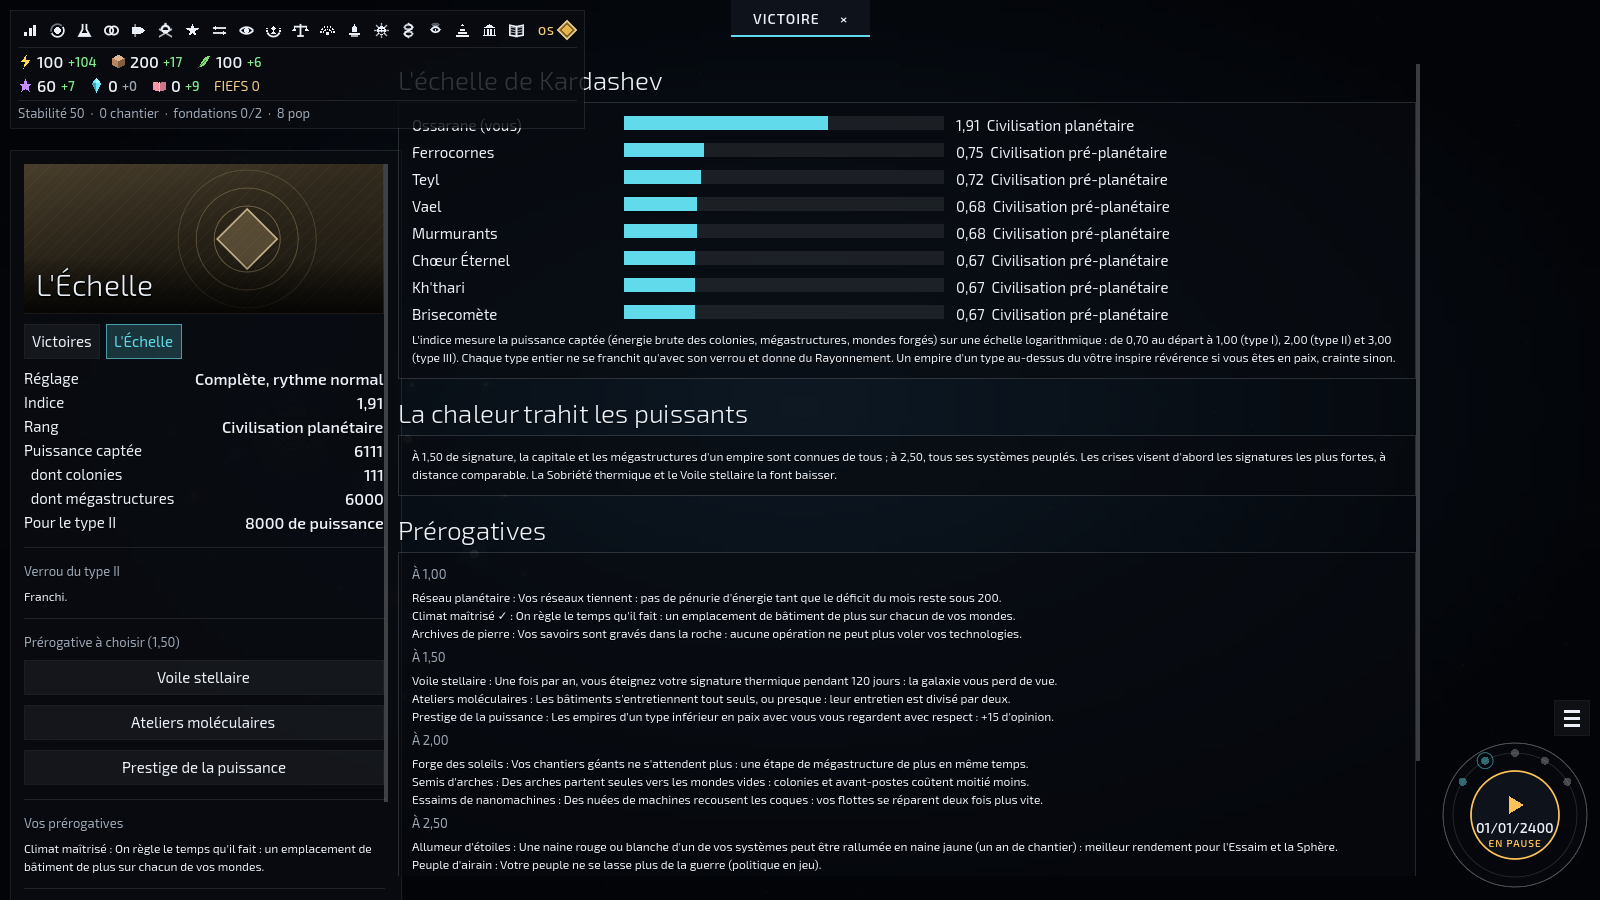 VICTOIRE ×
OS
100 +104 200 +17 100 +6
60 +7 0 +0 0 +9 FIEFS 0
Stabilité 50 · 0 chantier · fondations 0/2 · 8 pop
L'Échelle
Victoires L'Échelle
Réglage Complète, rythme normal
Indice 1,91
Rang Civilisation planétaire
Puissance captée 6111
dont colonies 111
dont mégastructures 6000
Pour le type II 8000 de puissance
Verrou du type II
Franchi.
Prérogative à choisir (1,50)
Voile stellaire
Ateliers moléculaires
Prestige de la puissance
Vos prérogatives
Climat maîtrisé : On règle le temps qu'il fait : un emplacement de
bâtiment de plus sur chacun de vos mondes.
L'échelle de Kardashev
Ossarane (vous) 1,91 Civilisation planétaire
Ferrocornes 0,75 Civilisation pré-planétaire
Teyl 0,72 Civilisation pré-planétaire
Vael 0,68 Civilisation pré-planétaire
Murmurants 0,68 Civilisation pré-planétaire
Chœur Éternel 0,67 Civilisation pré-planétaire
Kh'thari 0,67 Civilisation pré-planétaire
Brisecomète 0,67 Civilisation pré-planétaire
L'indice mesure la puissance captée (énergie brute des colonies, mégastructures, mondes forgés) sur une échelle logarithmique : de 0,70 au départ à 1,00 (type I), 2,00 (type II) et 3,00
(type III). Chaque type entier ne se franchit qu'avec son verrou et donne du Rayonnement. Un empire d'un type au-dessus du vôtre inspire révérence si vous êtes en paix, crainte sinon.
La chaleur trahit les puissants
À 1,50 de signature, la capitale et les mégastructures d'un empire sont connues de tous ; à 2,50, tous ses systèmes peuplés. Les crises visent d'abord les signatures les plus fortes, à
distance comparable. La Sobriété thermique et le Voile stellaire la font baisser.
Prérogatives
À 1,00
Réseau planétaire : Vos réseaux tiennent : pas de pénurie d'énergie tant que le déficit du mois reste sous 200.
Climat maîtrisé ✓ : On règle le temps qu'il fait : un emplacement de bâtiment de plus sur chacun de vos mondes.
Archives de pierre : Vos savoirs sont gravés dans la roche : aucune opération ne peut plus voler vos technologies.
À 1,50
Voile stellaire : Une fois par an, vous éteignez votre signature thermique pendant 120 jours : la galaxie vous perd de vue.
Ateliers moléculaires : Les bâtiments s'entretiennent tout seuls, ou presque : leur entretien est divisé par deux.
Prestige de la puissance : Les empires d'un type inférieur en paix avec vous vous regardent avec respect : +15 d'opinion.
À 2,00
Forge des soleils : Vos chantiers géants ne s'attendent plus : une étape de mégastructure de plus en même temps.
Semis d'arches : Des arches partent seules vers les mondes vides : colonies et avant-postes coûtent moitié moins.
Essaims de nanomachines : Des nuées de machines recousent les coques : vos flottes se réparent deux fois plus vite.
À 2,50
Allumeur d'étoiles : Une naine rouge ou blanche d'un de vos systèmes peut être rallumée en naine jaune (un an de chantier) : meilleur rendement pour l'Essaim et la Sphère.
Peuple d'airain : Votre peuple ne se lasse plus de la guerre (politique en jeu).
01/01/2400
EN PAUSE